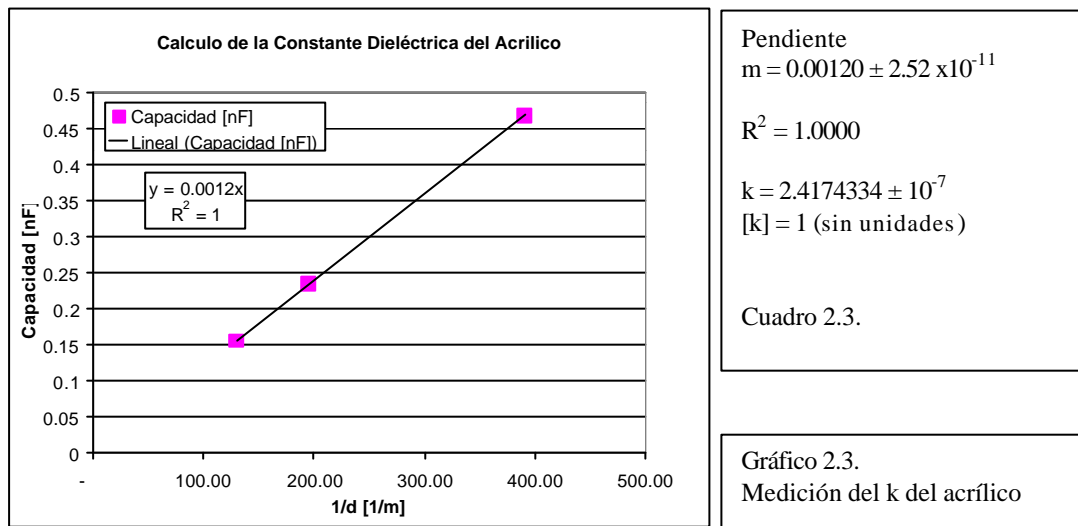 Calculo de la Constante Dieléctrica del Acrilico
0.5
0.45
0.4
0.35
0.3
0.25
0.2
0.15
0.1
0.05
0
Capacidad [nF]
Capacidad [nF]
Lineal (Capacidad [nF])
y = 0.0012x
R² = 1
-
100.00
200.00
300.00
400.00
500.00
1/d [1/m]
Pendiente
m = 0.00120 ± 2.52 x10⁻¹¹
R² = 1.0000
k = 2.4174334 ± 10⁻⁷
[k] = 1 (sin unidades)
Cuadro 2.3.
Gráfico 2.3.
Medición del k del acrílico